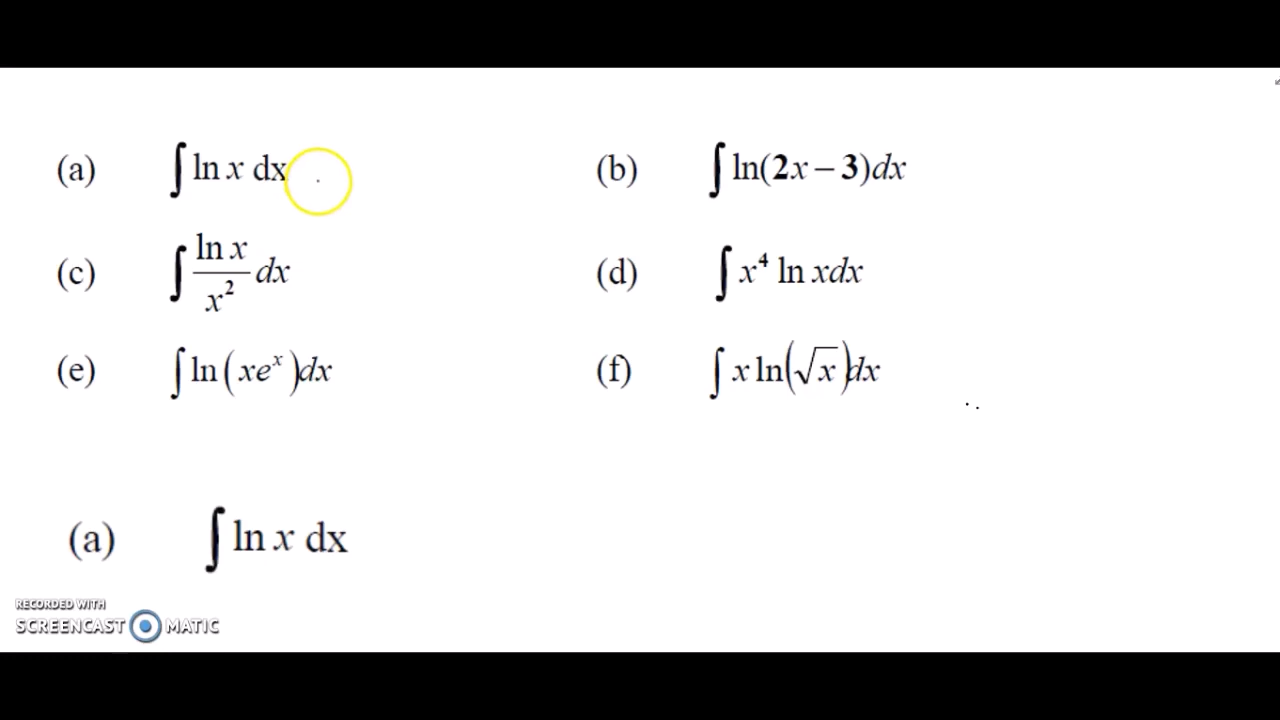 (a) ∫ ln x dx (b) ∫ ln(2x – 3)dx
(c) ∫ ln x / x² dx (d) ∫ x⁴ ln xdx
(e) ∫ ln(xeˣ)dx (f) ∫ x ln(√x)dx
(a) ∫ ln x dx
RECORDED WITH
SCREENCAST MATIC